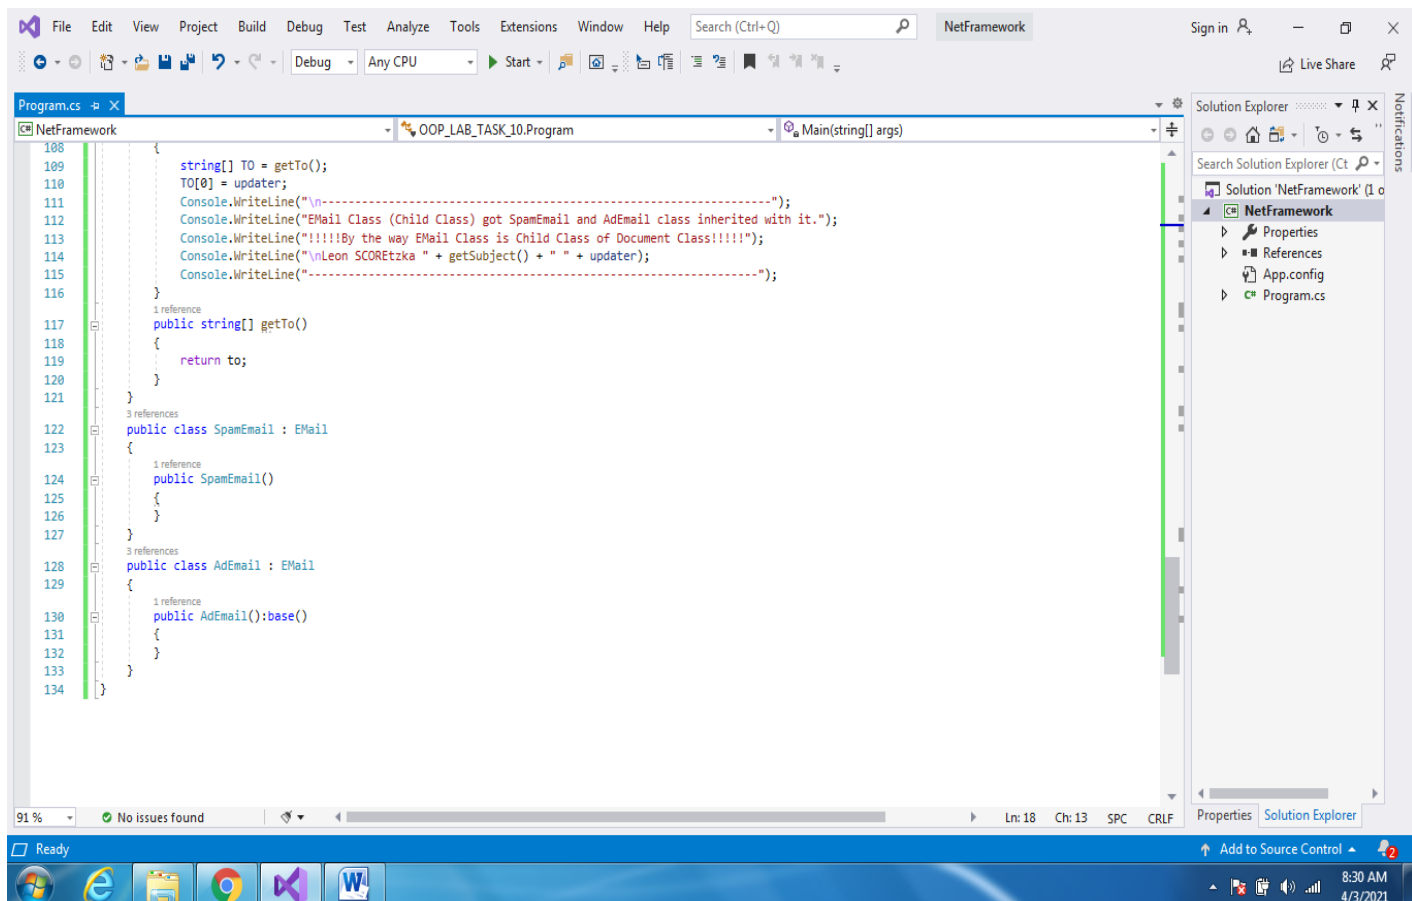 File Edit View Project Build Debug Test Analyze Tools Extensions Window Help Search (Ctrl+Q) NetFramework Sign in
Debug Any CPU Start Live Share
Program.cs
NetFramework OOP_LAB_TASK_10.Program Main(string[] args)
108 {
109 string[] TO = getTo();
110 TO[0] = updater;
111 Console.WriteLine("\n--------------------------------------------------------------------");
112 Console.WriteLine("EMail Class (Child Class) got SpamEmail and AdEmail class inherited with it.");
113 Console.WriteLine("!!!!!By the way EMail Class is Child Class of Document Class!!!!!");
114 Console.WriteLine("\nLeon SCOREtzka " + getSubject() + " " + updater);
115 Console.WriteLine("--------------------------------------------------------------------");
116 }
1 reference
117 public string[] getTo()
118 {
119 return to;
120 }
121 }
3 references
122 public class SpamEmail : EMail
123 {
1 reference
124 public SpamEmail()
125 {
126 }
127 }
3 references
128 public class AdEmail : EMail
129 {
1 reference
130 public AdEmail():base()
131 {
132 }
133 }
134 }
91 % No issues found Ln: 18 Ch: 13 SPC CRLF
Solution Explorer
Search Solution Explorer (Ct
Solution 'NetFramework' (1 o
C# NetFramework
Properties
References
App.config
C# Program.cs
Properties Solution Explorer
Notifications
Ready Add to Source Control 2
W
8:30 AM
4/3/2021